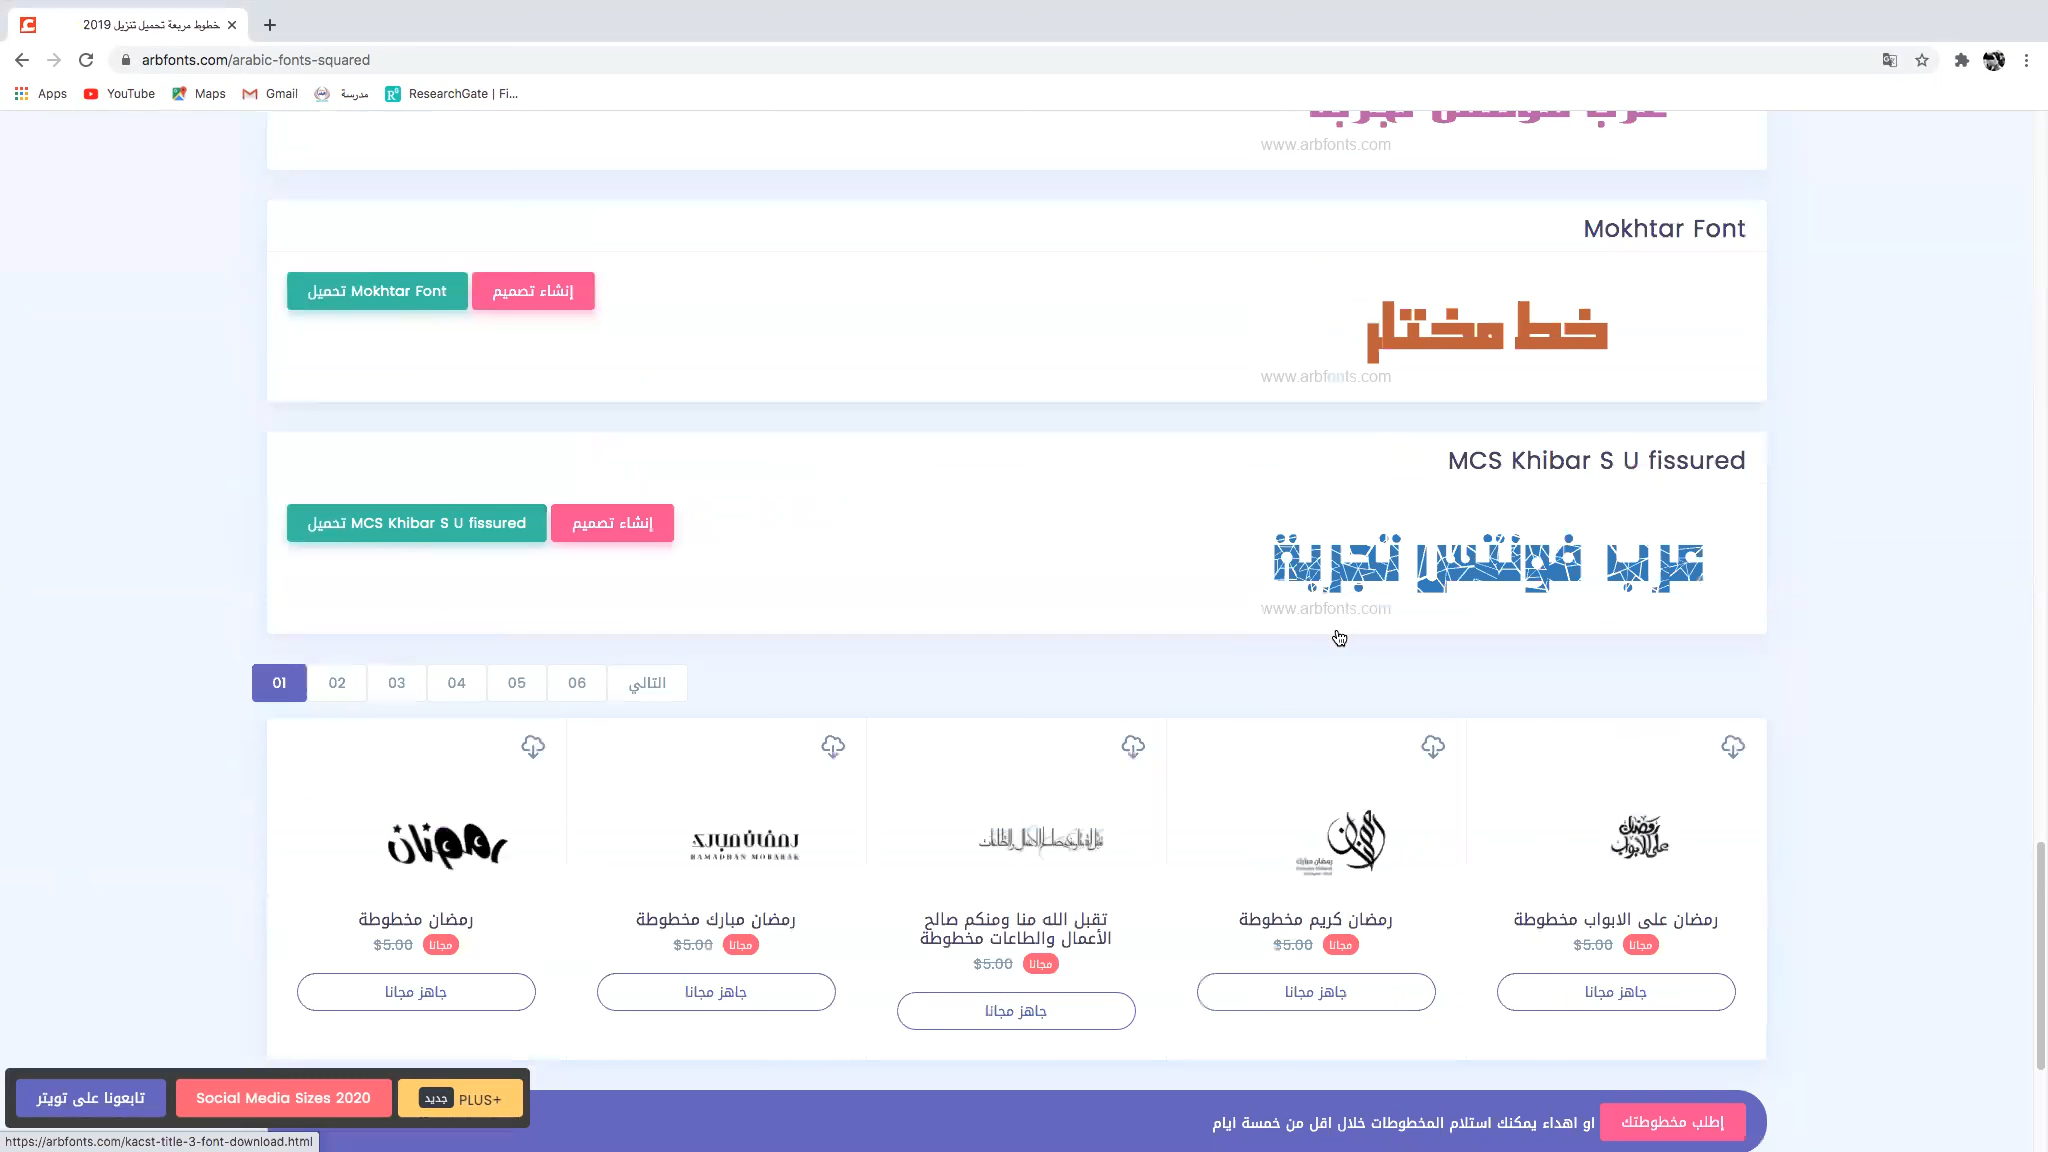 خطوط مربعة تحميل تنزيل 2019
arbfonts.com/arabic-fonts-squared
Apps
YouTube
Maps
Gmail
مدرسة
ResearchGate | Fi...
www.arbfonts.com
Mokhtar Font
تحميل Mokhtar Font
إنشاء تصميم
خط مختار
www.arbfonts.com
MCS Khibar S U fissured
تحميل MCS Khibar S U fissured
إنشاء تصميم
عرب فونتس تجربة
www.arbfonts.com
01
02
03
04
05
06
التالي
رمضان
رمضان مبارك
RAMADHAN MOBARAK
رمضان على الابواب
رمضان مخطوطة
$5.00 مجانا
جاهز مجانا
رمضان مبارك مخطوطة
$5.00 مجانا
جاهز مجانا
تقبل الله منا ومنكم صالح
الأعمال والطاعات مخطوطة
$5.00 مجانا
جاهز مجانا
رمضان كريم مخطوطة
$5.00 مجانا
جاهز مجانا
رمضان على الابواب مخطوطة
$5.00 مجانا
جاهز مجانا
تابعونا على تويتر
Social Media Sizes 2020
جديد PLUS+
او اهداء يمكنك استلام المخطوطات خلال اقل من خمسة ايام
إطلب مخطوطتك
https://arbfonts.com/kacst-title-3-font-download.html